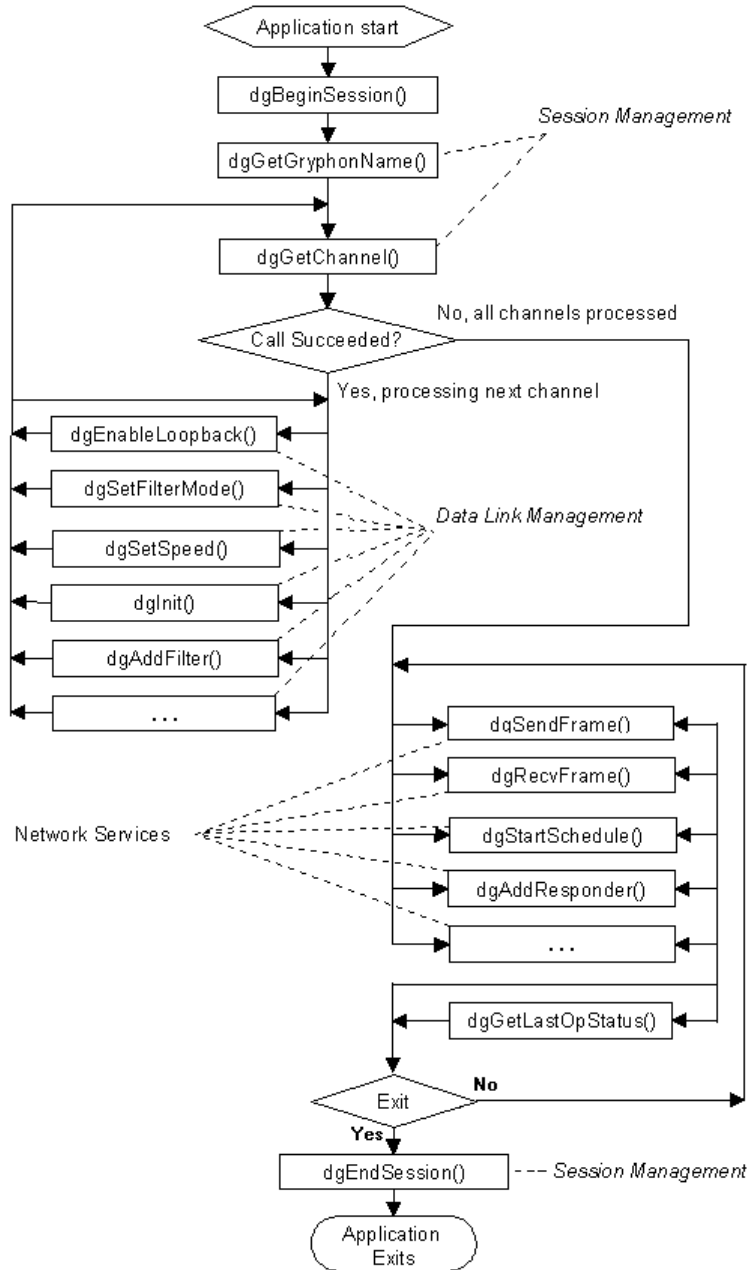 Application start
dgBeginSession()
Session Management
dgGetGryphonName()
dgGetChannel()
No, all channels processed
Call Succeeded?
Yes, processing next channel
dgEnableLoopback()
dgSetFilterMode()
Data Link Management
dgSetSpeed()
dgInit()
dgAddFilter()
...
dgSendFrame()
dgRecvFrame()
Network Services
dgStartSchedule()
dgAddResponder()
...
dgGetLastOpStatus()
Exit
No
Yes
dgEndSession()
Session Management
Application
Exits